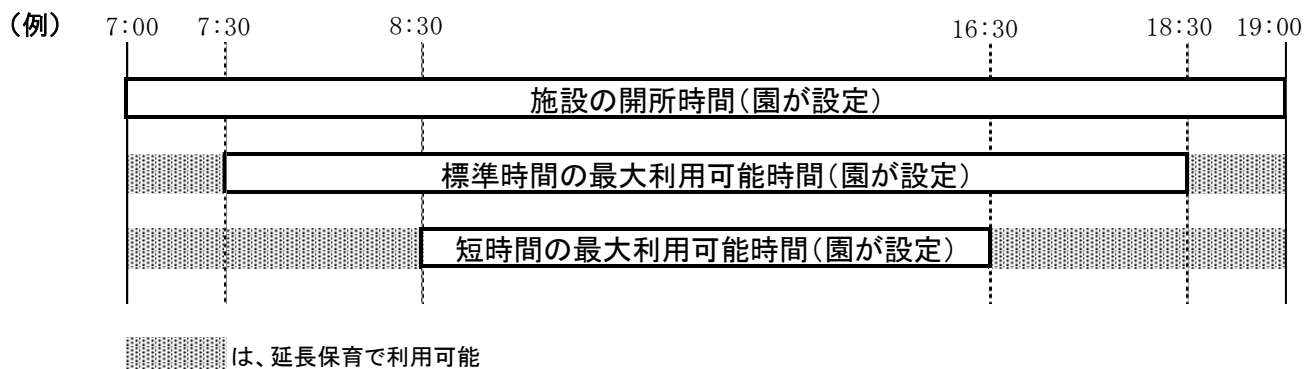 （例） 7:00 7:30 8:30 16:30 18:30 19:00
施設の開所時間（園が設定）
標準時間の最大利用可能時間（園が設定）
短時間の最大利用可能時間（園が設定）
は、延長保育で利用可能